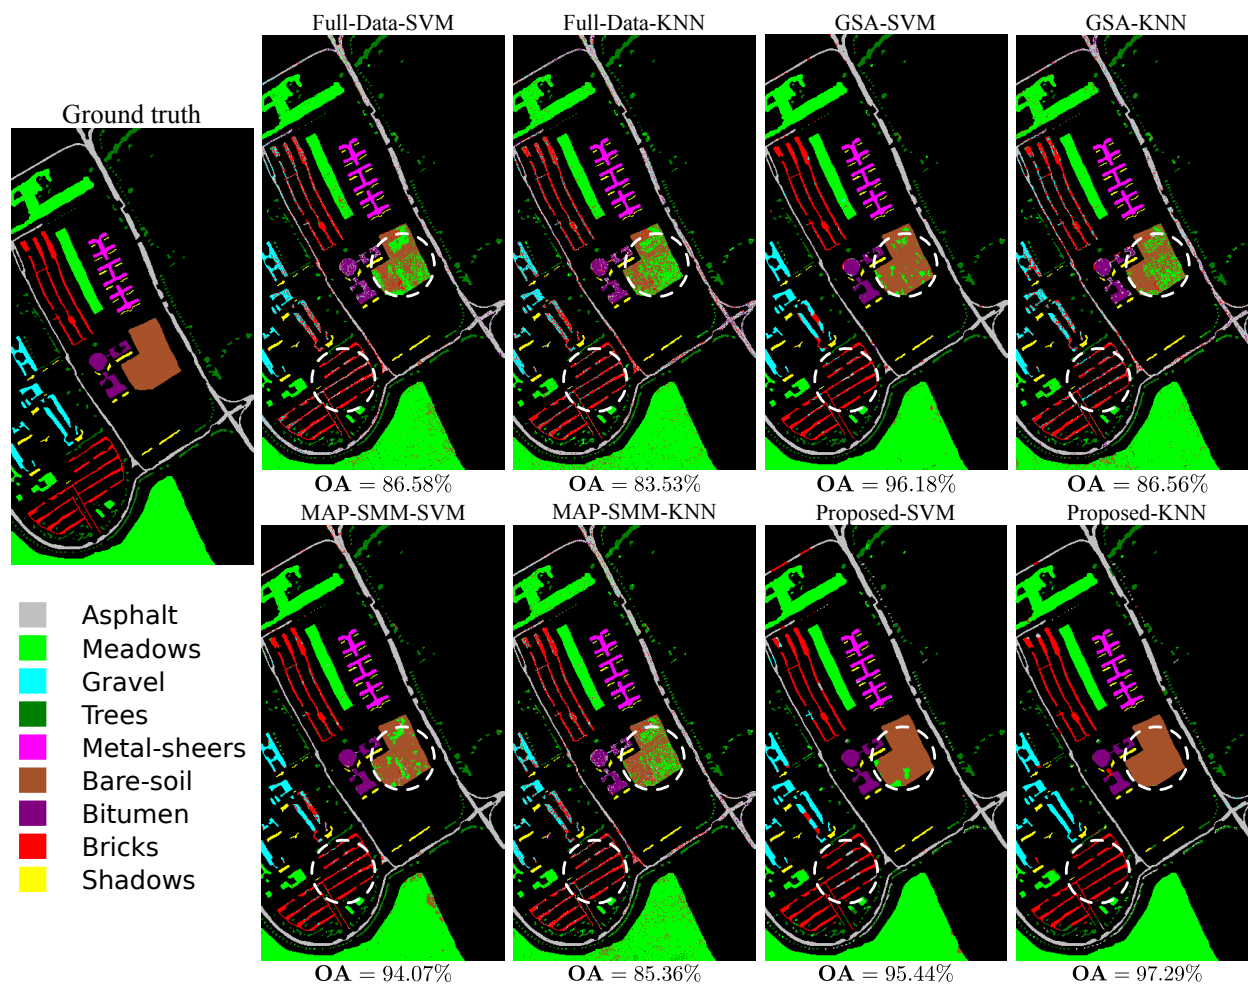 Full-Data-SVM
Full-Data-KNN
GSA-SVM
GSA-KNN
Ground truth
OA = 86.58%
OA = 83.53%
OA = 96.18%
OA = 86.56%
MAP-SMM-SVM
MAP-SMM-KNN
Proposed-SVM
Proposed-KNN
Asphalt
Meadows
Gravel
Trees
Metal-sheers
Bare-soil
Bitumen
Bricks
Shadows
OA = 94.07%
OA = 85.36%
OA = 95.44%
OA = 97.29%